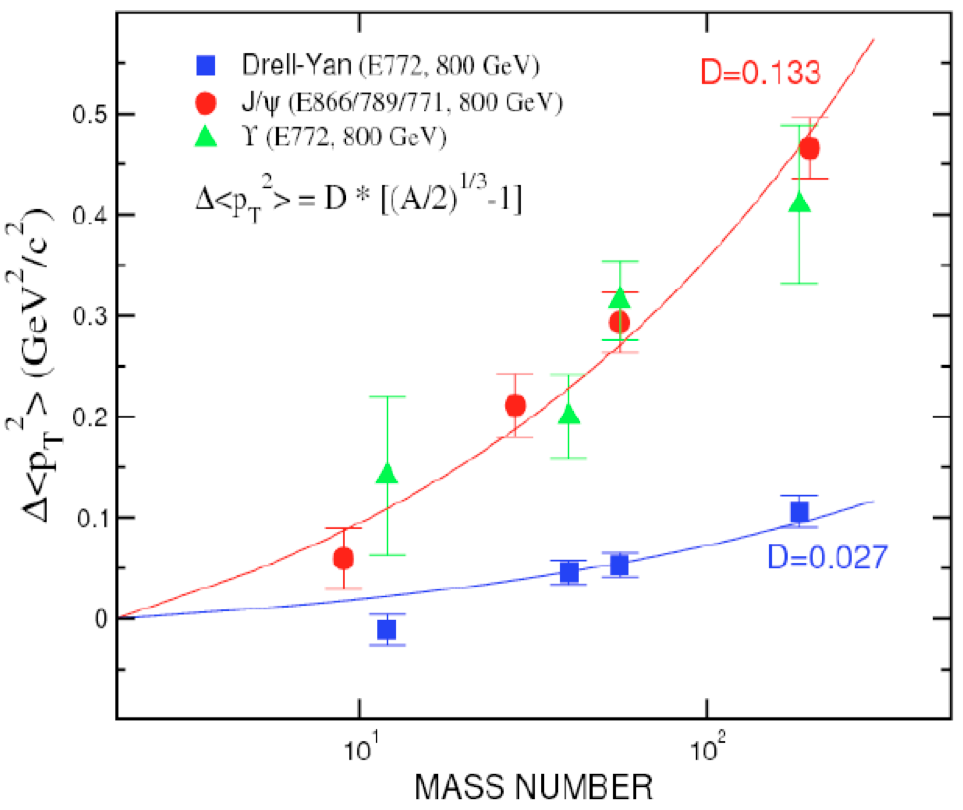 Drell-Yan (E772, 800 GeV)
J/ψ (E866/789/771, 800 GeV)
ϒ (E772, 800 GeV)
Δ<p_T^2> = D * [(A/2)^1/3-1]
D=0.133
D=0.027
Δ<p_T^2> (GeV^2/c^2)
0.5
0.4
0.3
0.2
0.1
0
10^1
10^2
MASS NUMBER